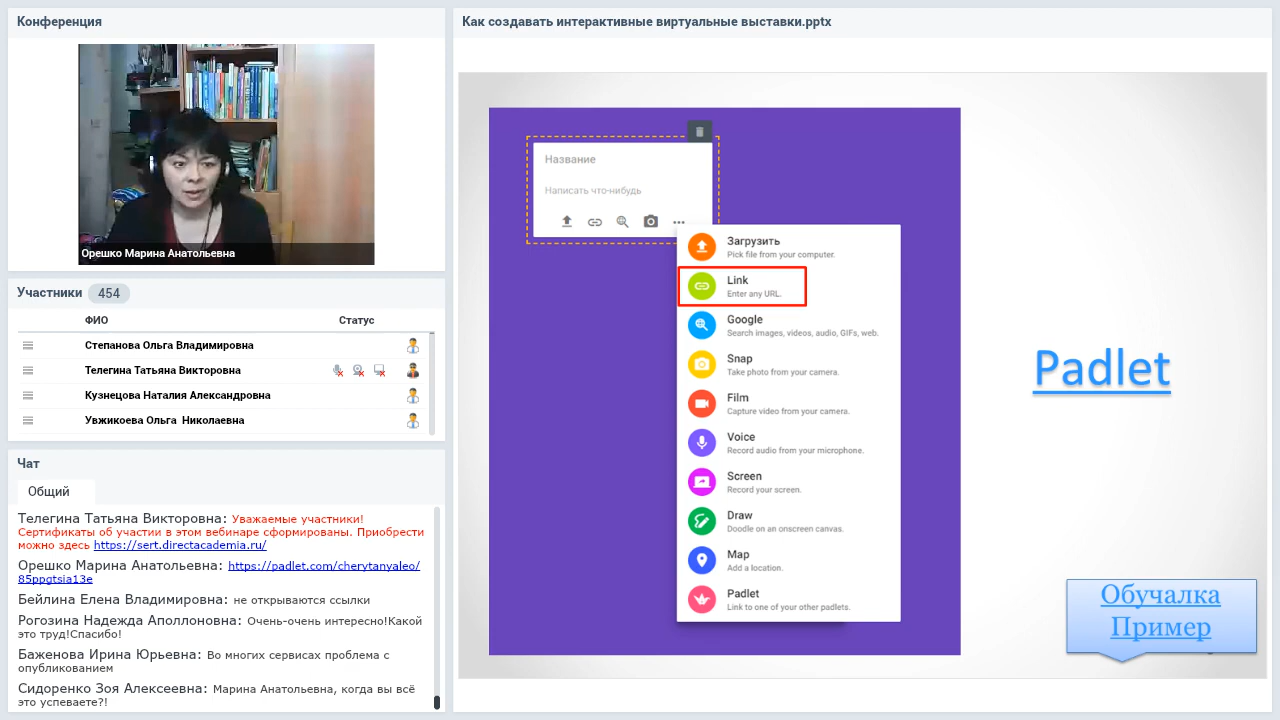 Конференция
Орешко Марина Анатольевна
Участники 454
ФИО Статус
Степанова Ольга Владимировна
Телегина Татьяна Викторовна
Кузнецова Наталия Александровна
Увжикоева Ольга Николаевна
Чат
Общий
Телегина Татьяна Викторовна: Уважаемые участники!
Сертификаты об участии в этом вебинаре сформированы. Приобрести
можно здесь https://sert.directacademia.ru/
Орешко Марина Анатольевна: https://padlet.com/cherytanyaleo/
85ppgtsia13e
Бейлина Елена Владимировна: не открываются ссылки
Рогозина Надежда Аполлоновна: Очень-очень интересно!Какой
это труд!Спасибо!
Баженова Ирина Юрьевна: Во многих сервисах проблема с
опубликованием
Сидоренко Зоя Алексеевна: Марина Анатольевна, когда вы всё
это успеваете?!
Как создавать интерактивные виртуальные выставки.pptx
Название
Написать что-нибудь
Загрузить
Pick file from your computer.
Link
Enter any URL.
Google
Search images, videos, audio, GIFs, web.
Snap
Take photo from your camera.
Film
Capture video from your camera.
Voice
Record audio from your microphone.
Screen
Record your screen.
Draw
Doodle on an onscreen canvas.
Map
Add a location.
Padlet
Link to one of your other padlets.
Padlet
Обучалка
Пример